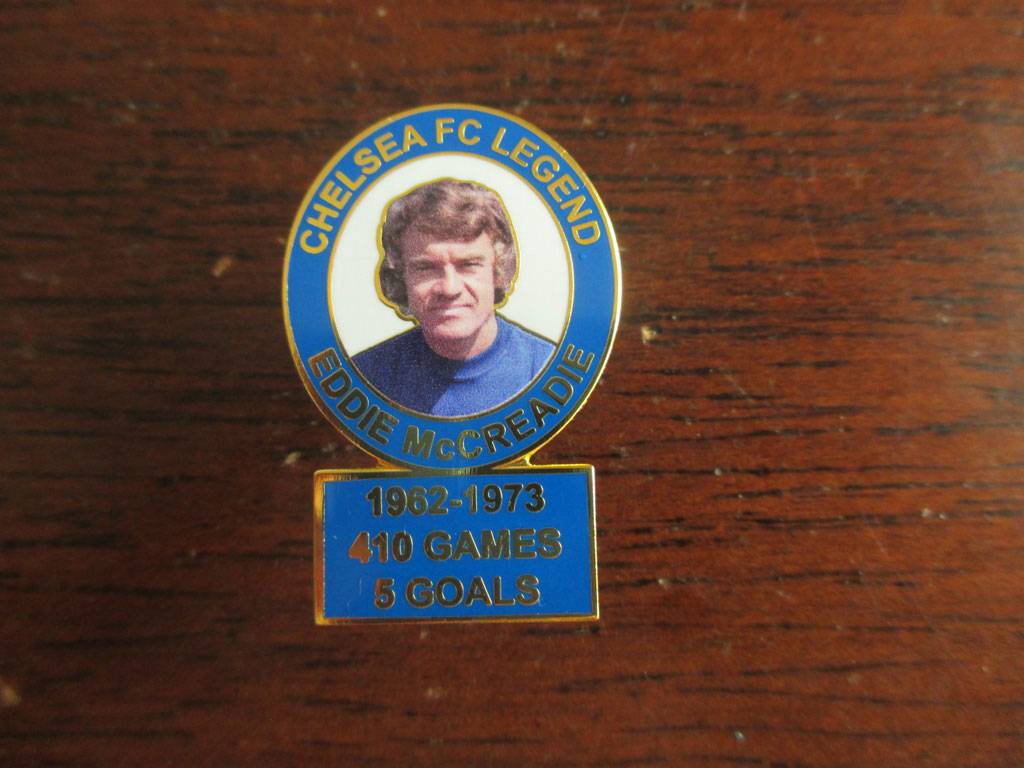 CHELSEA FC LEGEND
EDDIE McCREADIE
1962-1973
410 GAMES
5 GOALS